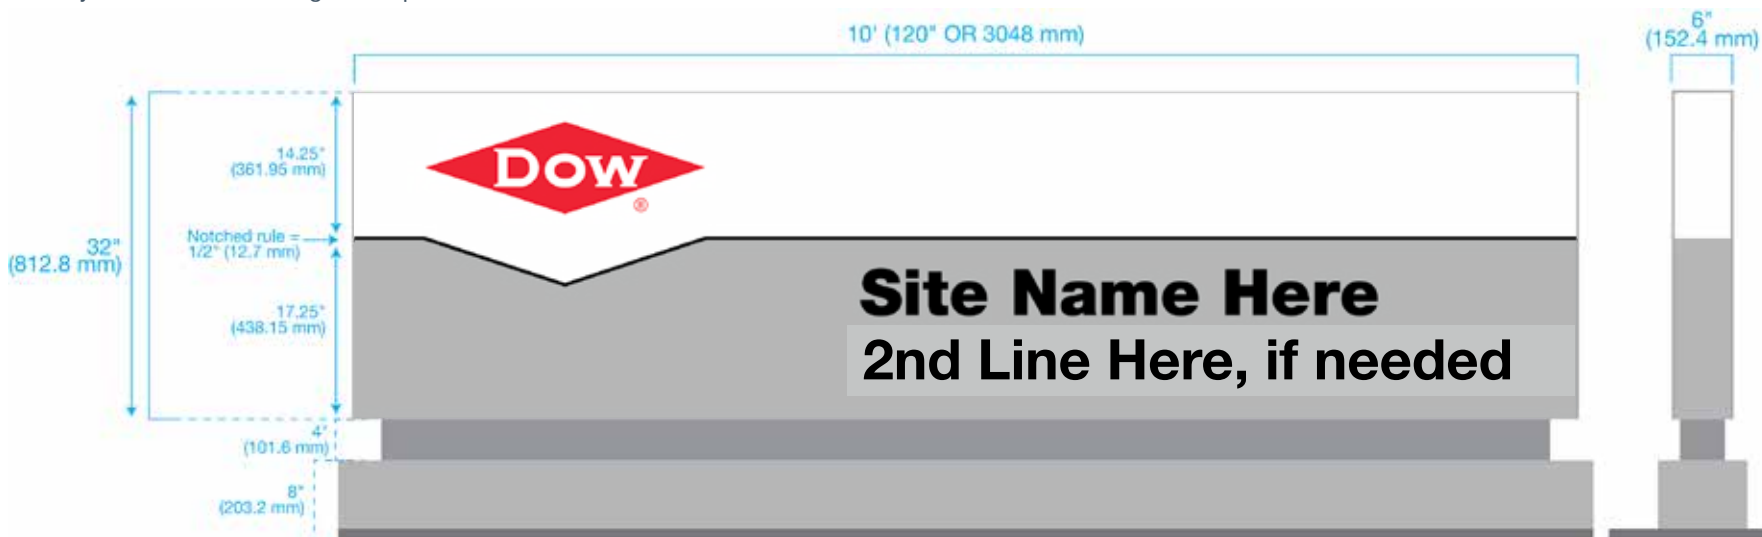 10' (120" OR 3048 mm)
6"
(152.4 mm)
14.25"
(361.95 mm)
DOW
®
Notched rule =
1/2" (12.7 mm)
32"
(812.8 mm)
Site Name Here
17.25"
(438.15 mm)
2nd Line Here, if needed
4"
(101.6 mm)
8"
(203.2 mm)